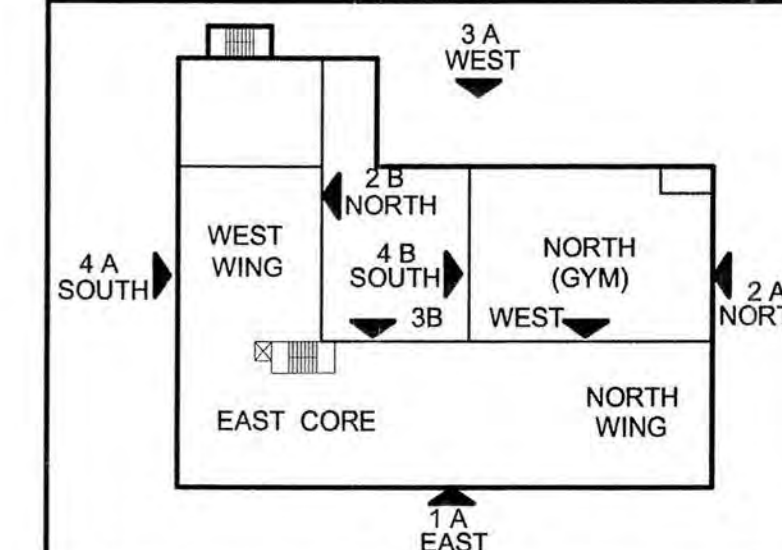 3 A
WEST
2 B
NORTH
WEST
WING
4 A
SOUTH
4 B
SOUTH
NORTH
(GYM)
2 A
3B
WEST
EAST CORE
NORTH
WING
1 A
EAST